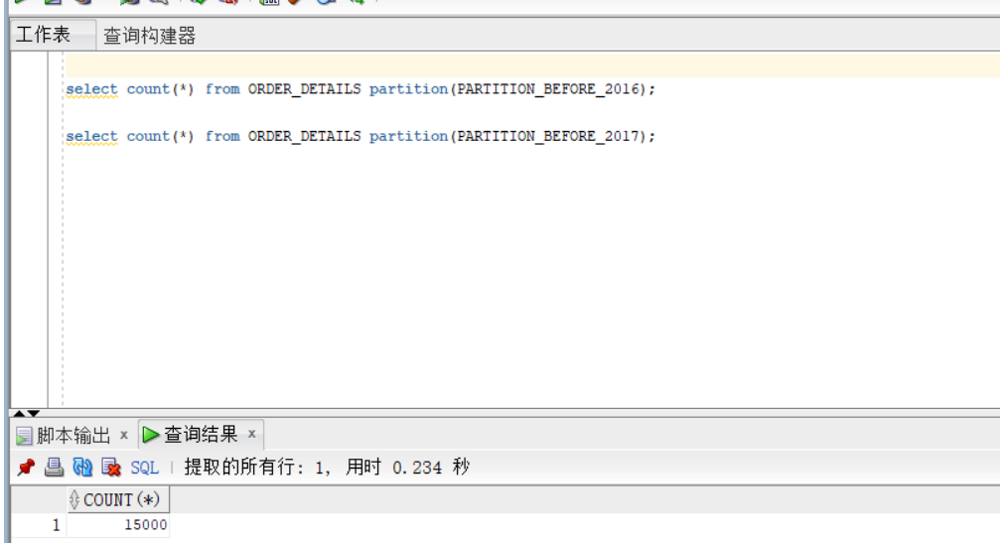 工作表 查询构建器
select count(*) from ORDER_DETAILS partition(PARTITION_BEFORE_2016);
select count(*) from ORDER_DETAILS partition(PARTITION_BEFORE_2017);
脚本输出 x 查询结果 x
SQL | 提取的所有行: 1, 用时 0.234 秒
COUNT(*)
1 15000